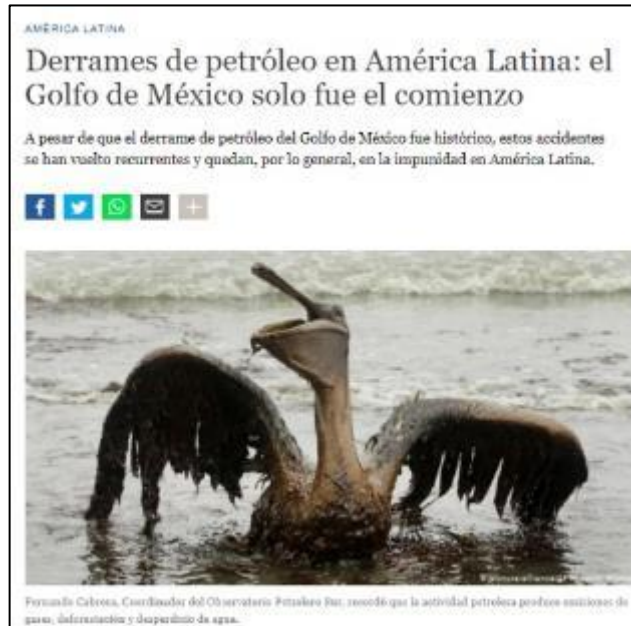 AMÉRICA LATINA
Derrames de petróleo en América Latina: el
Golfo de México solo fue el comienzo
A pesar de que el derrame de petróleo del Golfo de México fue histórico, estos accidentes
se han vuelto recurrentes y quedan, por lo general, en la impunidad en América Latina.
Fernando Cabrera, Coordinador del Observatorio Petrolero Sur, recordó que la actividad petrolera produce emisiones de
gases, deforestación y desperdicio de agua.